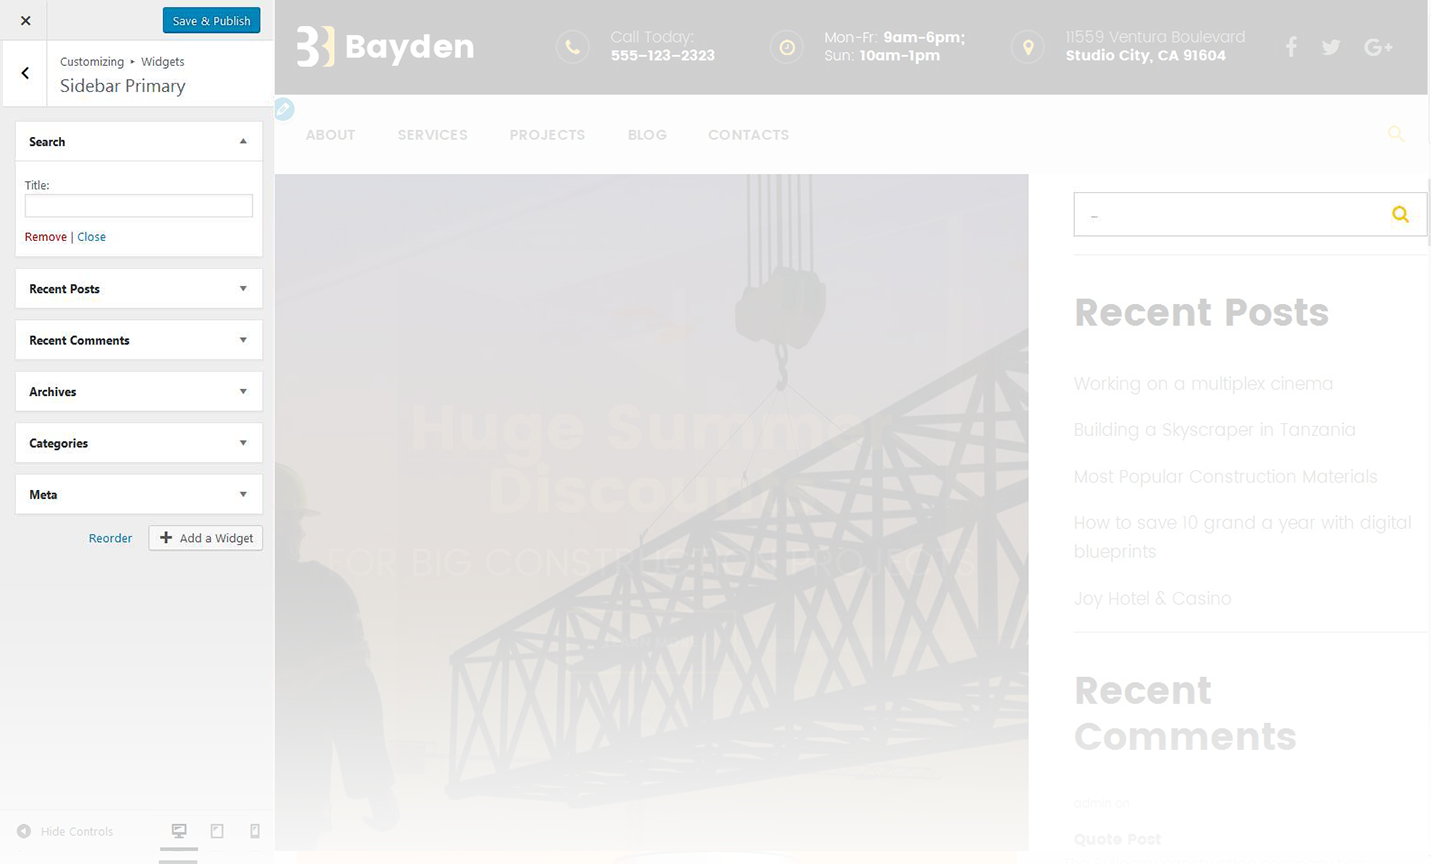 Save & Publish
Customizing ▸ Widgets
Sidebar Primary
Search
Title:
Remove | Close
Recent Posts
Recent Comments
Archives
Categories
Meta
Reorder
Add a Widget
Hide Controls
Bayden
Call Today:
555–123–2323
Mon-Fr: 9am-6pm;
Sun: 10am-1pm
11559 Ventura Boulevard
Studio City, CA 91604
G+
ABOUT
SERVICES
PROJECTS
BLOG
CONTACTS
Huge Summer
Discounts
FOR BIG CONSTRUCTION PROJECTS
Recent Posts
Working on a multiplex cinema
Building a Skyscraper in Tanzania
Most Popular Construction Materials
How to save 10 grand a year with digital
blueprints
Joy Hotel & Casino
Recent
Comments
admin on
Quote Post